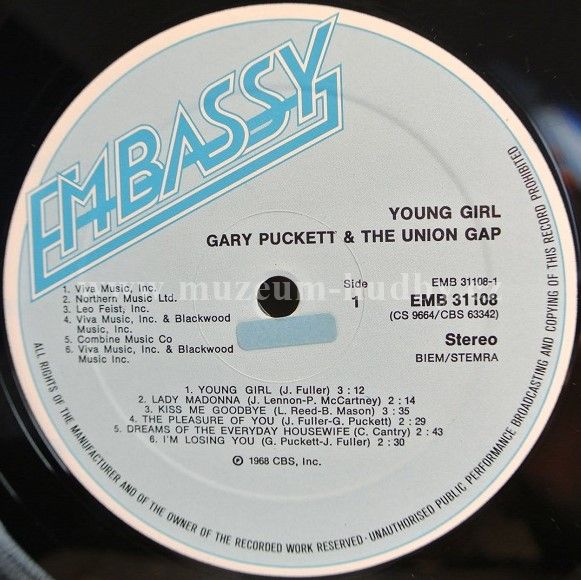 EMBASSY
YOUNG GIRL
GARY PUCKETT & THE UNION GAP
1. Viva Music, Inc.
2. Northern Music Ltd.
3. Leo Feist, Inc.
4. Viva Music, Inc. & Blackwood
Music, Inc.
5. Combine Music Co
6. Viva Music, Inc. & Blackwood
Music Inc.
Side
1
EMB 31108-1
EMB 31108
(CS 9664/CBS 63342)
Stereo
BIEM/STEMRA
1. YOUNG GIRL (J. Fuller) 3 : 12
2. LADY MADONNA (J. Lennon-P. McCartney) 2 : 14
3. KISS ME GOODBYE (L. Reed-B. Mason) 3 : 35
4. THE PLEASURE OF YOU (J. Fuller-G. Puckett) 2 : 29
5. DREAMS OF THE EVERYDAY HOUSEWIFE (C. Cantry) 2 : 43
6. I'M LOSING YOU (G. Puckett-J. Fuller) 2 : 30
℗ 1968 CBS, Inc.
ALL RIGHTS OF THE MANUFACTURER AND OF THE OWNER OF THE RECORDED WORK RESERVED - UNAUTHORISED PUBLIC PERFORMANCE BROADCASTING AND COPYING OF THIS RECORD PROHIBITED